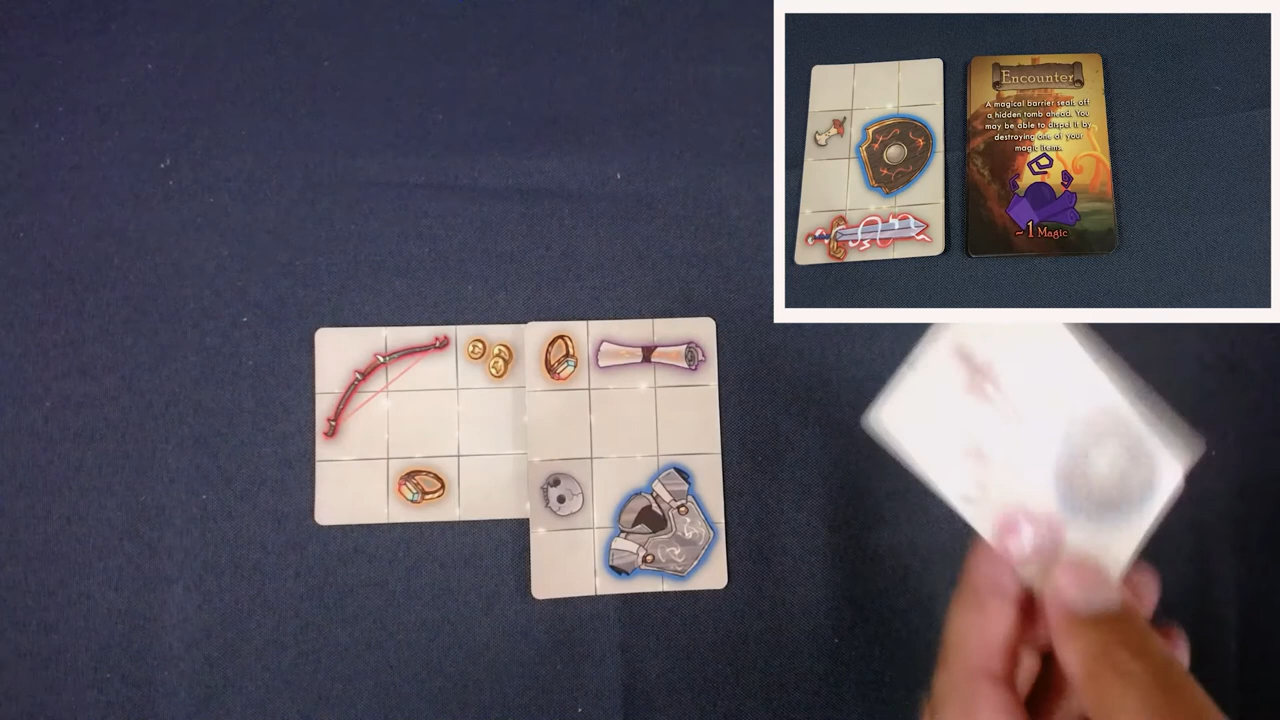 Encounter
A magical barrier seals off
a hidden tomb ahead. You
may be able to dispel it by
destroying one of your
magic items.
-1 Magic